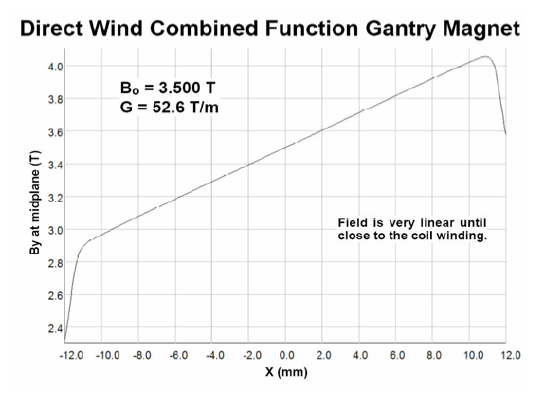 Direct Wind Combined Function Gantry Magnet
4.0
3.8
3.6
3.4
3.2
3.0
2.8
2.6
2.4
By at midplane (T)
Bo = 3.500 T
G = 52.6 T/m
Field is very linear until
close to the coil winding.
-12.0 -10.0 -8.0 -6.0 -4.0 -2.0 0.0 2.0 4.0 6.0 8.0 10.0 12.0
X (mm)